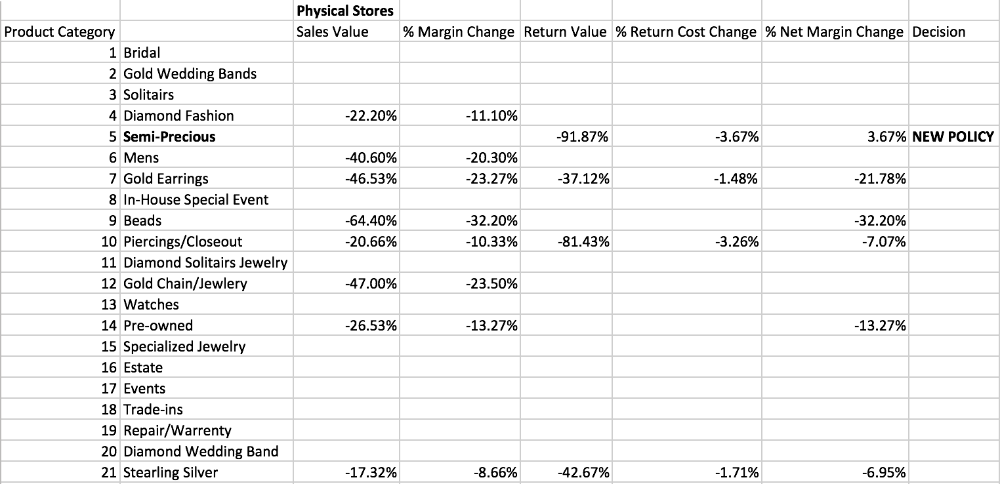 Physical Stores
Product Category Sales Value % Margin Change Return Value % Return Cost Change % Net Margin Change Decision
1 Bridal
2 Gold Wedding Bands
3 Solitairs
4 Diamond Fashion -22.20% -11.10%
5 Semi-Precious -91.87% -3.67% 3.67% NEW POLICY
6 Mens -40.60% -20.30%
7 Gold Earrings -46.53% -23.27% -37.12% -1.48% -21.78%
8 In-House Special Event
9 Beads -64.40% -32.20% -32.20%
10 Piercings/Closeout -20.66% -10.33% -81.43% -3.26% -7.07%
11 Diamond Solitairs Jewelry
12 Gold Chain/Jewlery -47.00% -23.50%
13 Watches
14 Pre-owned -26.53% -13.27% -13.27%
15 Specialized Jewelry
16 Estate
17 Events
18 Trade-ins
19 Repair/Warrenty
20 Diamond Wedding Band
21 Stearling Silver -17.32% -8.66% -42.67% -1.71% -6.95%